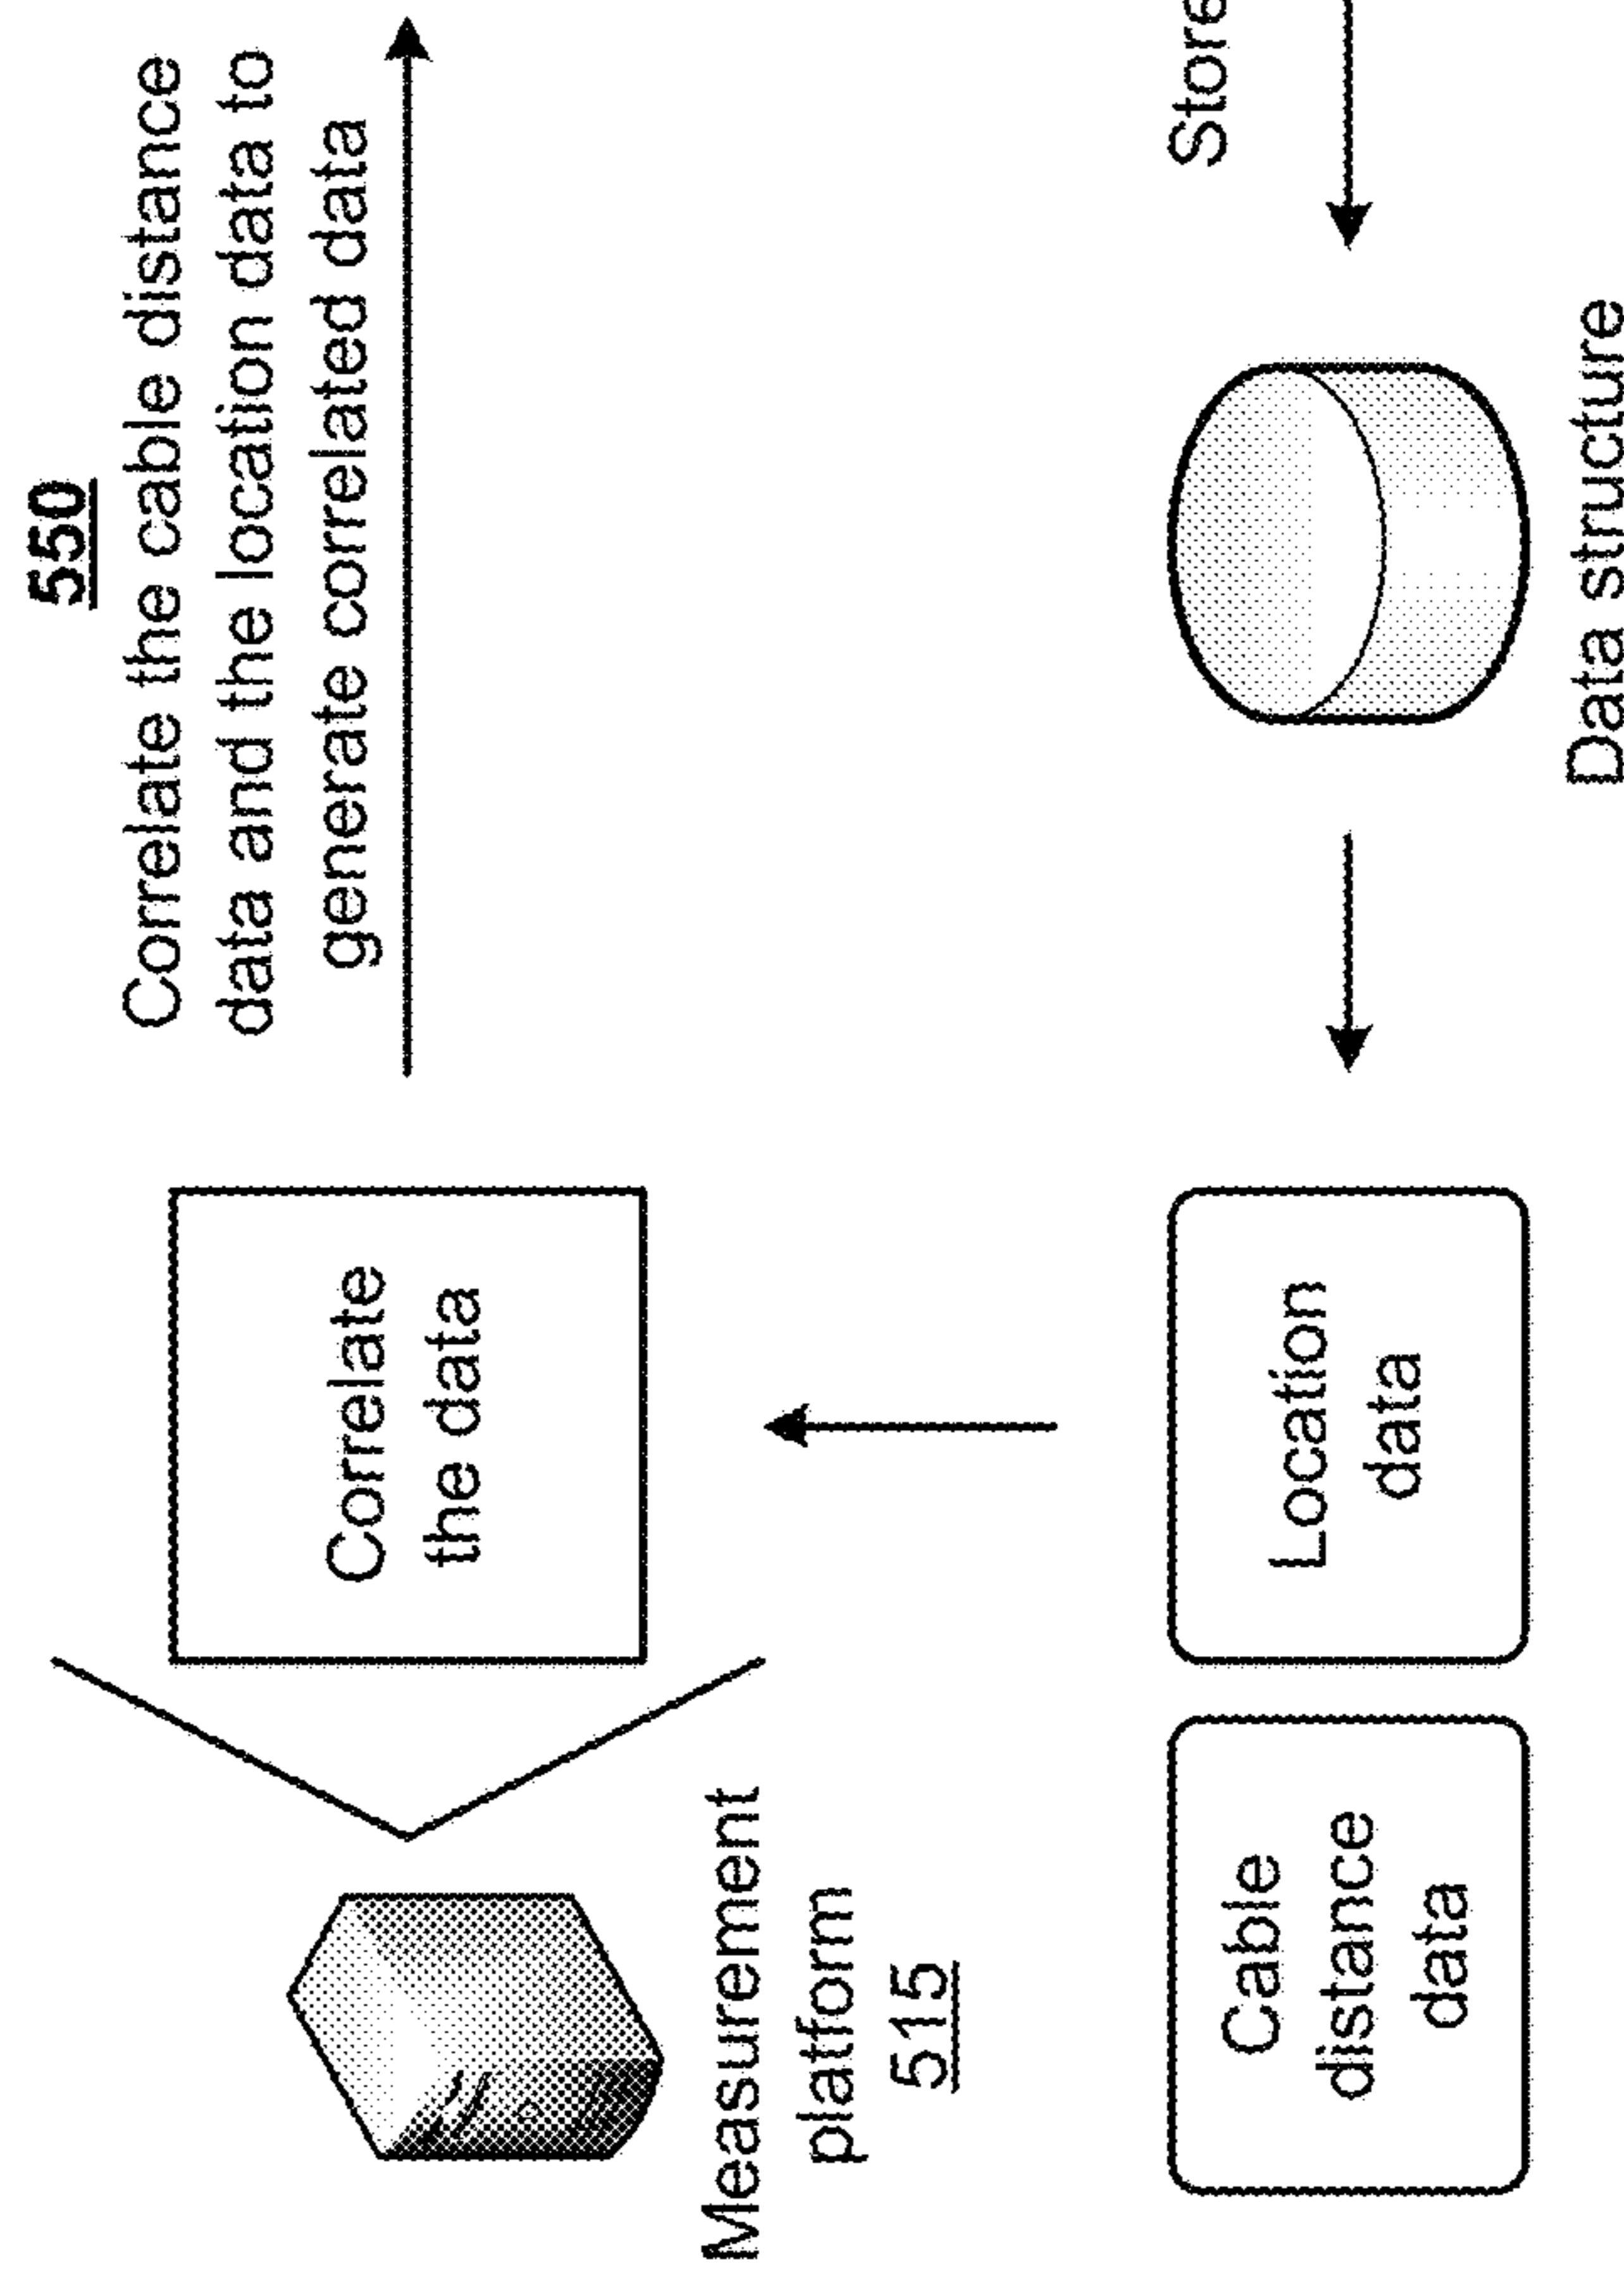 550
Correlate the cable distance
data and the location data to
generate correlated data
Correlate
the data
Measurement
platform
515
Store
Location
data
Cable
distance
data
Data structure